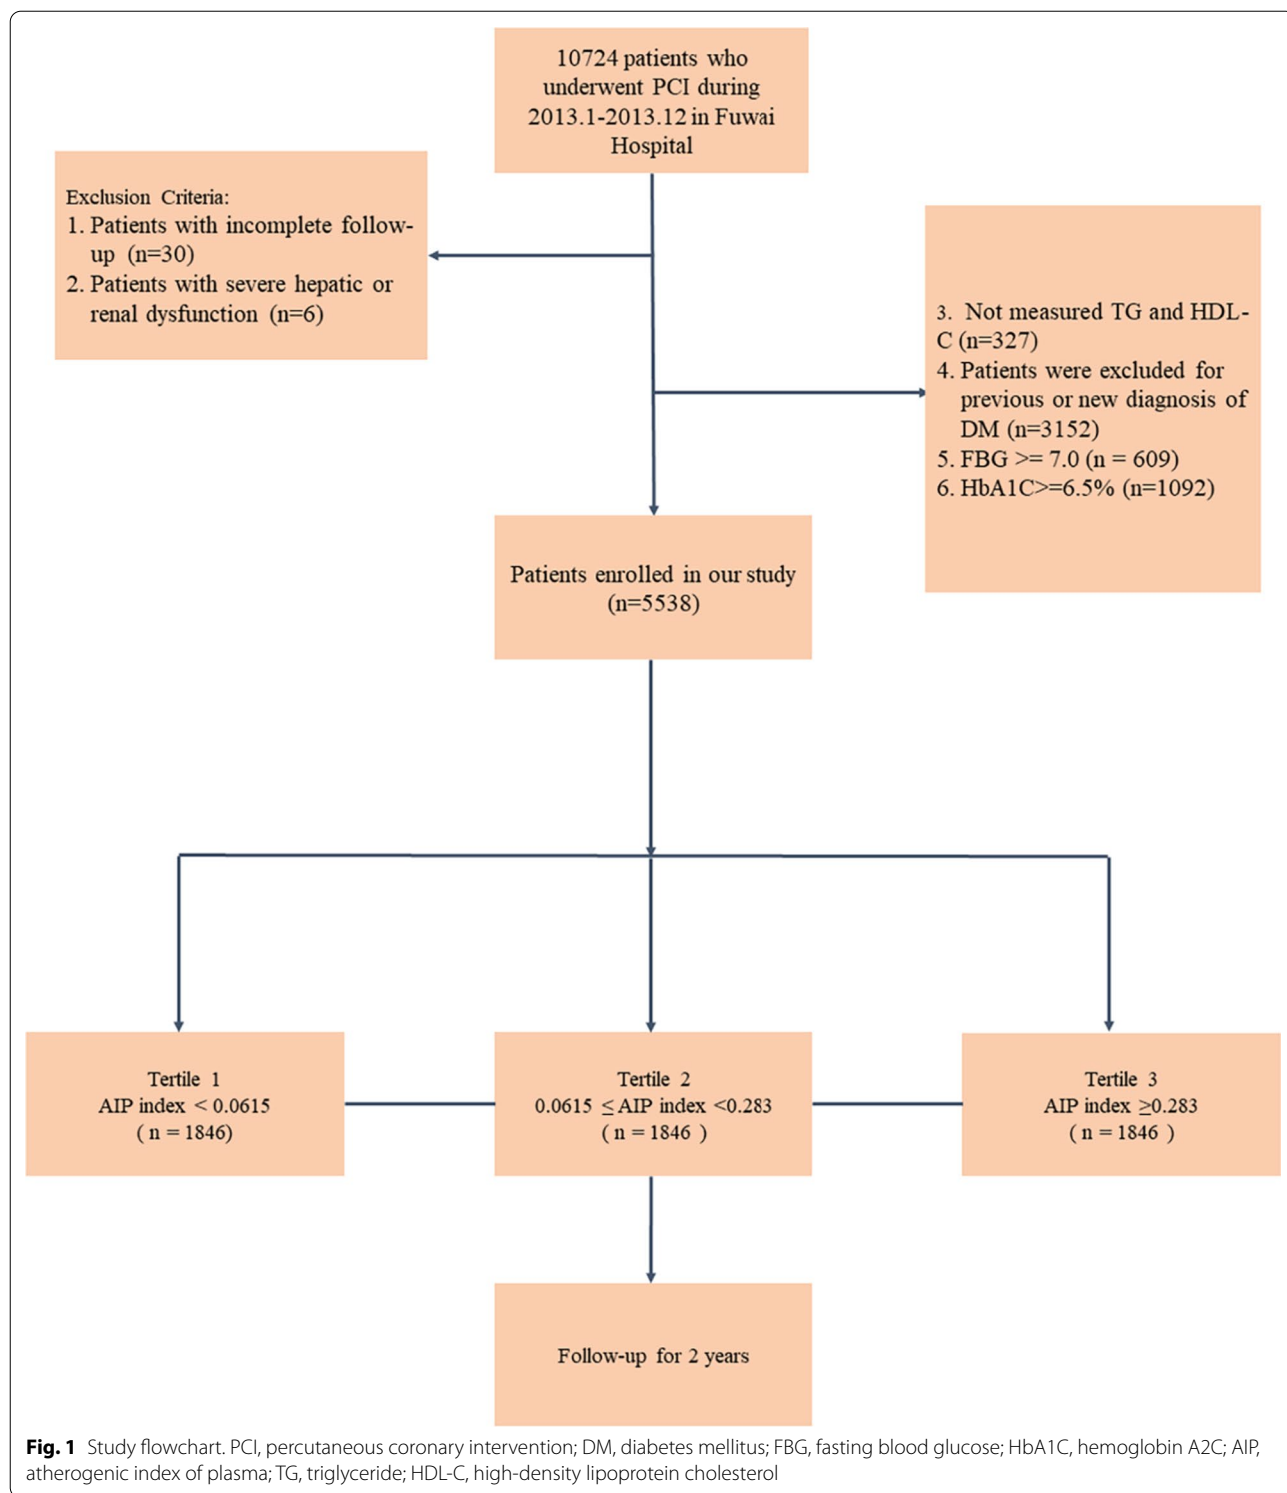 10724 patients who
underwent PCI during
2013.1-2013.12 in Fuwai
Hospital
Exclusion Criteria:
1. Patients with incomplete follow-
up (n=30)
2. Patients with severe hepatic or
renal dysfunction (n=6)
3. Not measured TG and HDL-
C (n=327)
4. Patients were excluded for
previous or new diagnosis of
DM (n=3152)
5. FBG >= 7.0 (n = 609)
6. HbA1C>=6.5% (n=1092)
Patients enrolled in our study
(n=5538)
Tertile 1
AIP index < 0.0615
( n = 1846)
Tertile 2
0.0615 ≤ AIP index <0.283
( n = 1846 )
Tertile 3
AIP index ≥0.283
( n = 1846 )
Follow-up for 2 years
Fig. 1 Study flowchart. PCI, percutaneous coronary intervention; DM, diabetes mellitus; FBG, fasting blood glucose; HbA1C, hemoglobin A2C; AIP,
atherogenic index of plasma; TG, triglyceride; HDL-C, high-density lipoprotein cholesterol